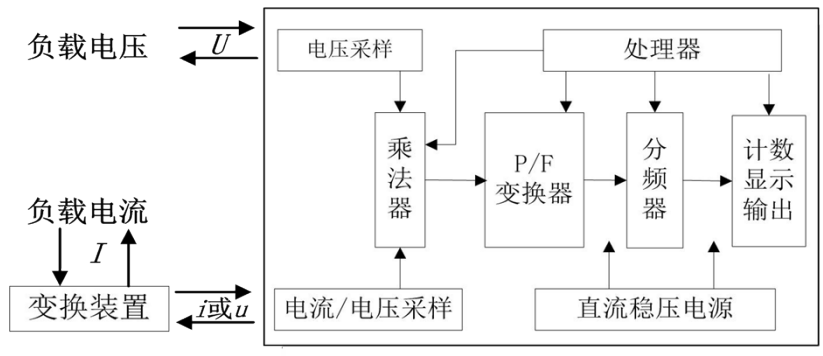 负载电压
U
电压采样
处理器
乘法器
P/F
变换器
分频器
计数
显示
输出
负载电流
I
变换装置
i或u
电流/电压采样
直流稳压电源